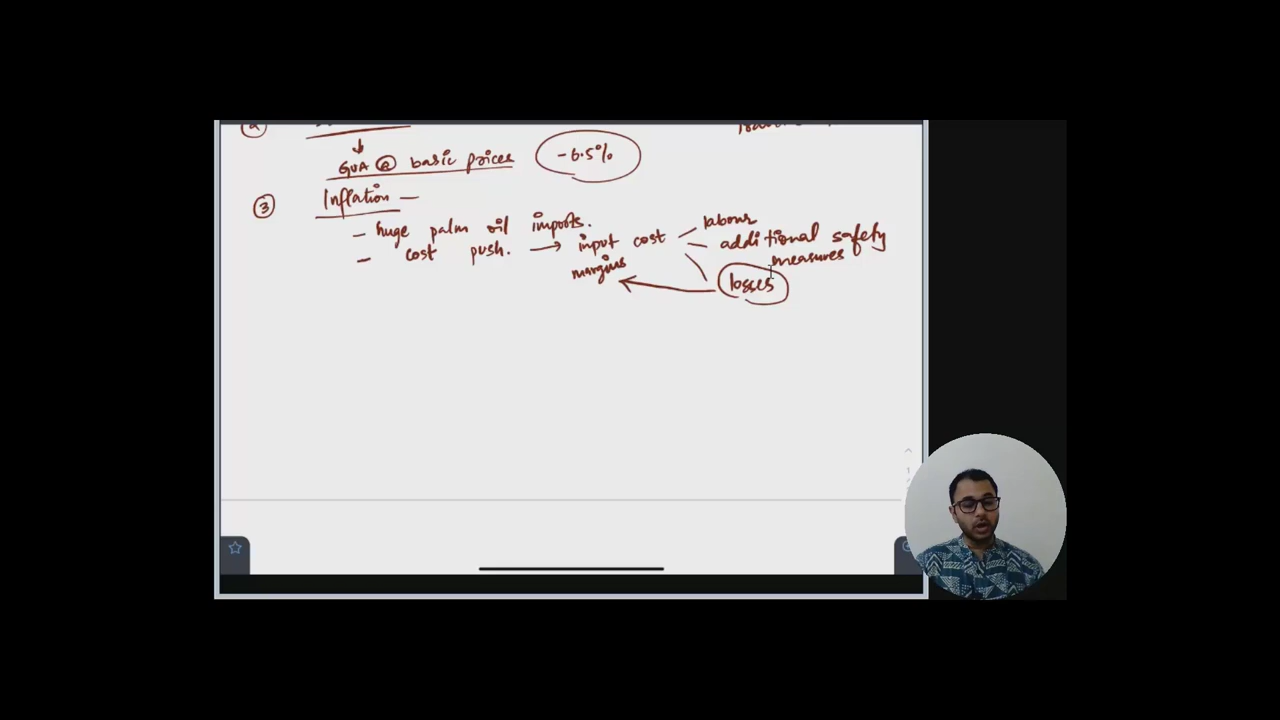 2
GVA @ basic prices -6.5%
3 Inflation –
– huge palm oil imports.
– cost push. → input cost
labour
additional safety
measures
losses
margins